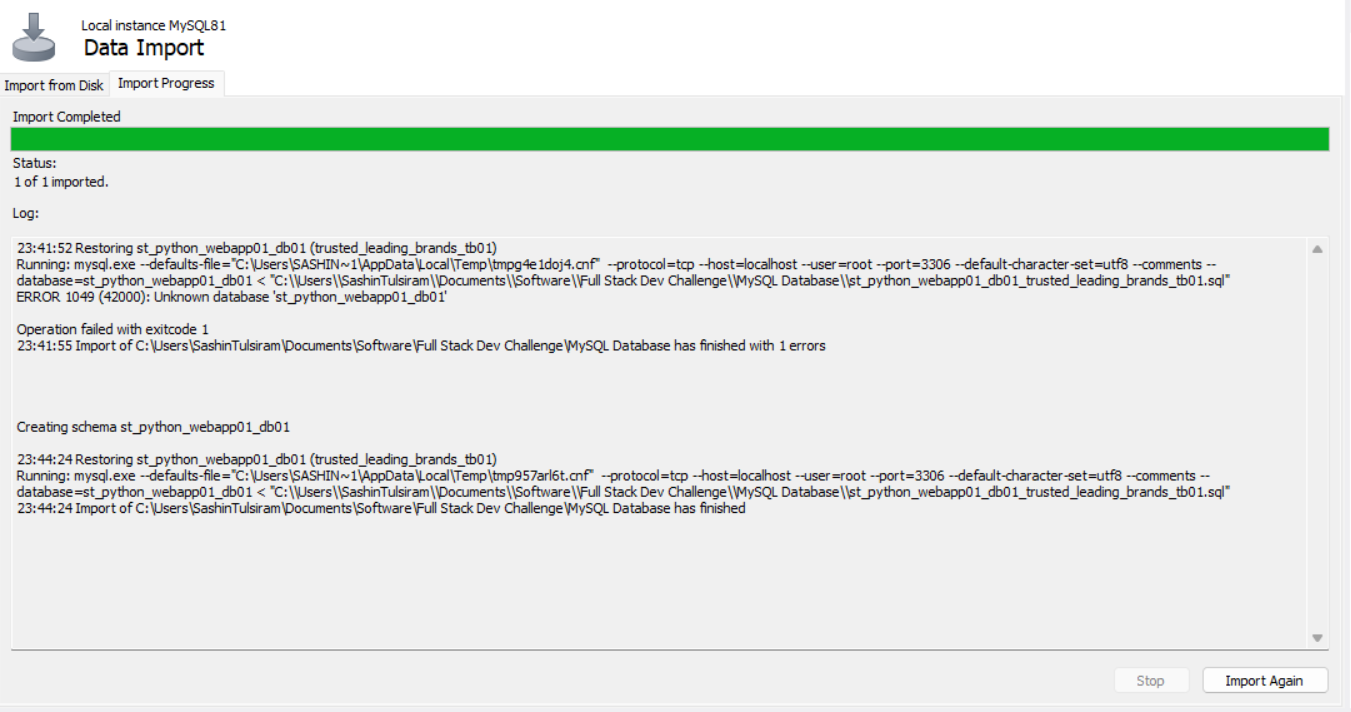 Local instance MySQL81
Data Import
Import from Disk
Import Progress
Import Completed
Status:
1 of 1 imported.
Log:
23:41:52 Restoring st_python_webapp01_db01 (trusted_leading_brands_tb01)
Running: mysql.exe --defaults-file="C:\Users\SASHIN~1\AppData\Local\Temp\tmpg4e1doj4.cnf"  --protocol=tcp --host=localhost --user=root --port=3306 --default-character-set=utf8 --comments --
database=st_python_webapp01_db01 < "C:\\Users\\SashinTulsiram\\Documents\\Software\\Full Stack Dev Challenge\\MySQL Database\\st_python_webapp01_db01_trusted_leading_brands_tb01.sql"
ERROR 1049 (42000): Unknown database 'st_python_webapp01_db01'
Operation failed with exitcode 1
23:41:55 Import of C:\Users\SashinTulsiram\Documents\Software\Full Stack Dev Challenge\MySQL Database has finished with 1 errors
Creating schema st_python_webapp01_db01
23:44:24 Restoring st_python_webapp01_db01 (trusted_leading_brands_tb01)
Running: mysql.exe --defaults-file="C:\Users\SASHIN~1\AppData\Local\Temp\tmp957arl6t.cnf"  --protocol=tcp --host=localhost --user=root --port=3306 --default-character-set=utf8 --comments --
database=st_python_webapp01_db01 < "C:\\Users\\SashinTulsiram\\Documents\\Software\\Full Stack Dev Challenge\\MySQL Database\\st_python_webapp01_db01_trusted_leading_brands_tb01.sql"
23:44:24 Import of C:\Users\SashinTulsiram\Documents\Software\Full Stack Dev Challenge\MySQL Database has finished
Stop
Import Again